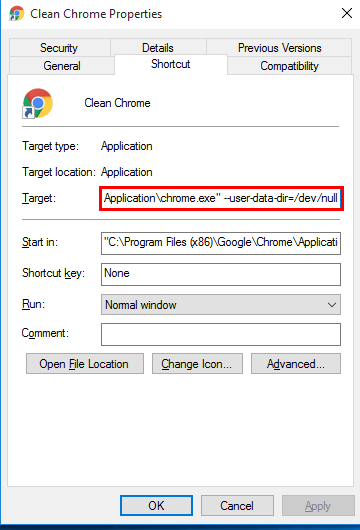 Clean Chrome Properties
Security Details Previous Versions
General Shortcut Compatibility
Clean Chrome
Target type: Application
Target location: Application
Target: Application\chrome.exe" --user-data-dir=/dev/null
Start in: "C:\Program Files (x86)\Google\Chrome\Applicati
Shortcut key: None
Run: Normal window
Comment:
Open File Location Change Icon... Advanced...
OK Cancel Apply